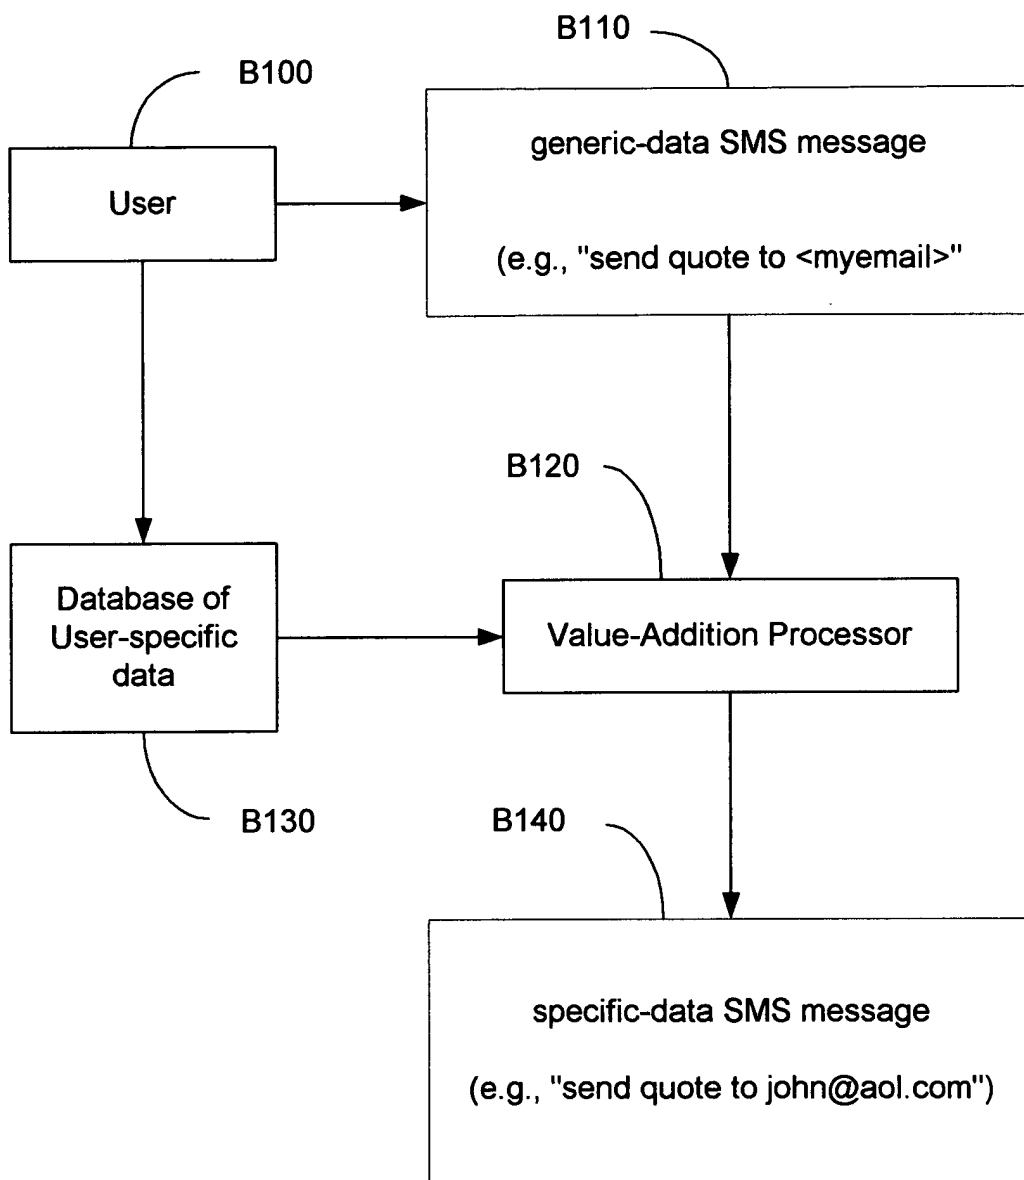 B110
B100
generic-data SMS message
User
(e.g., "send quote to <myemail>"
B120
Database of
User-specific
data
Value-Addition Processor
B130
B140
specific-data SMS message
(e.g., "send quote to john@aol.com")